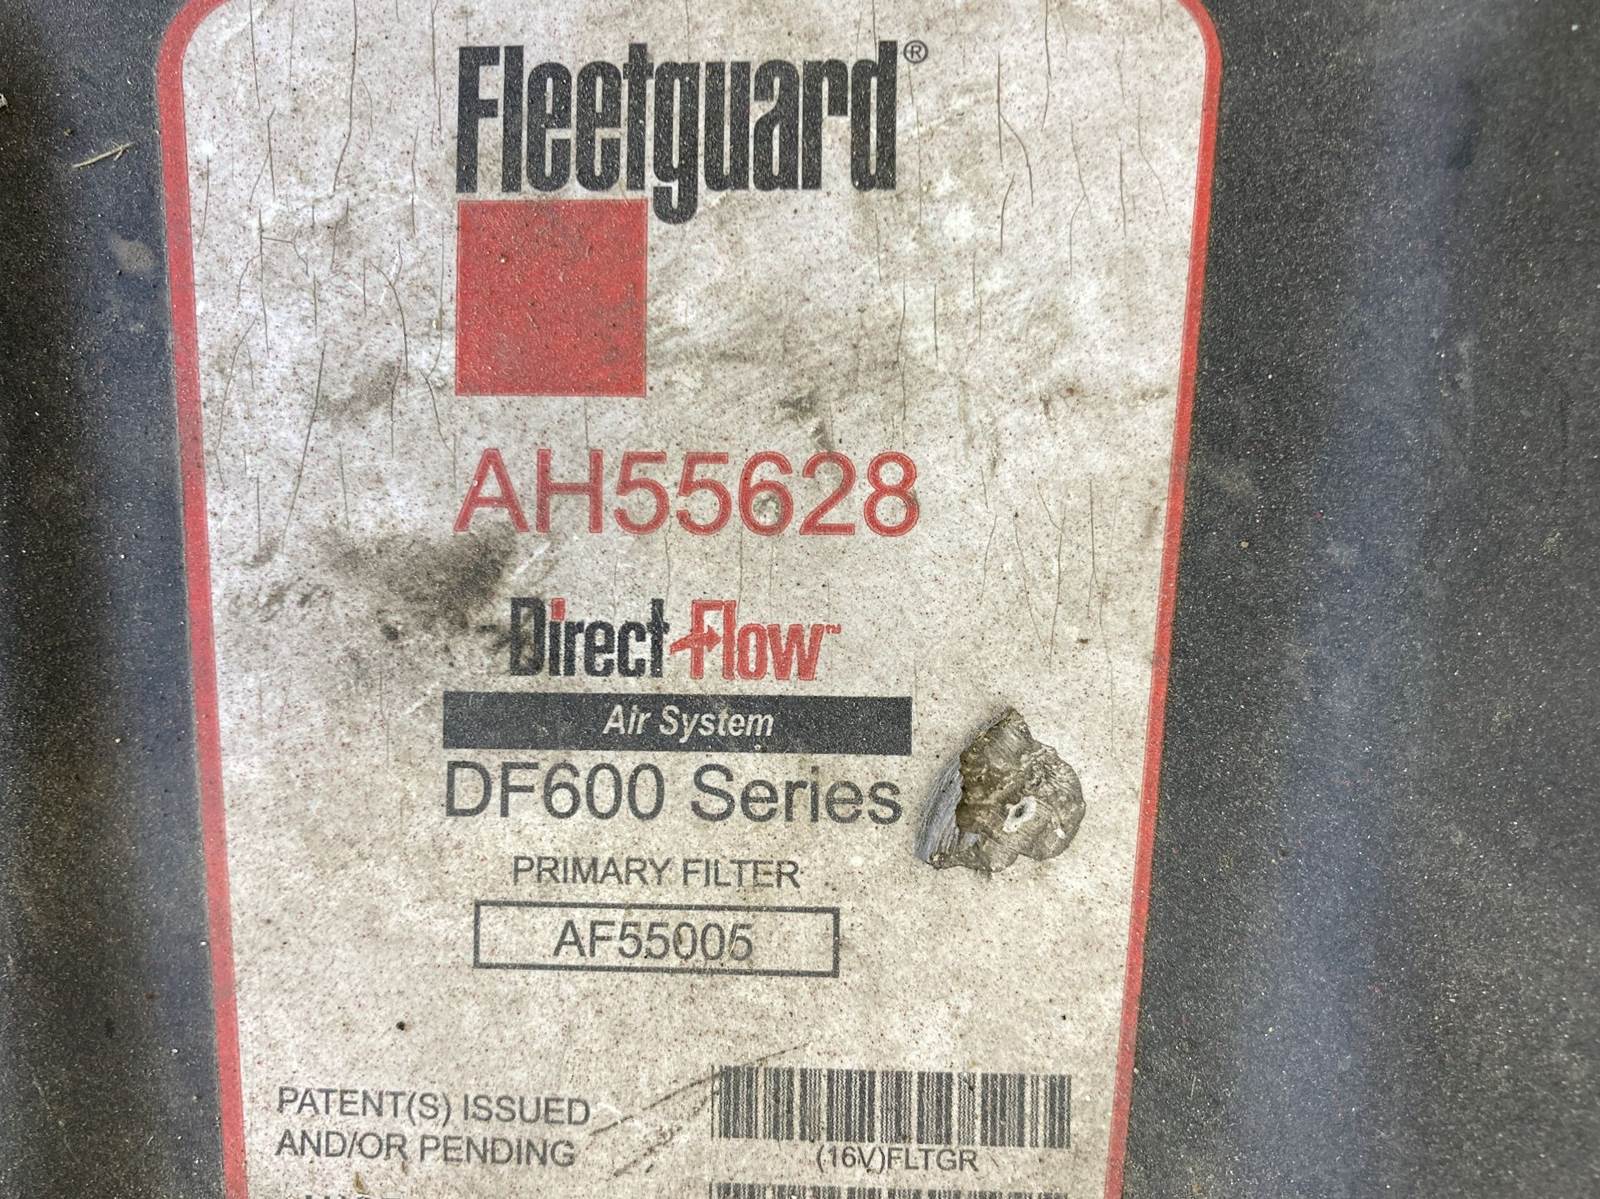 Fleetguard®
AH55628
Direct Flow™
Air System
DF600 Series
PRIMARY FILTER
AF55005
PATENT(S) ISSUED
AND/OR PENDING
(16V)FLTGR